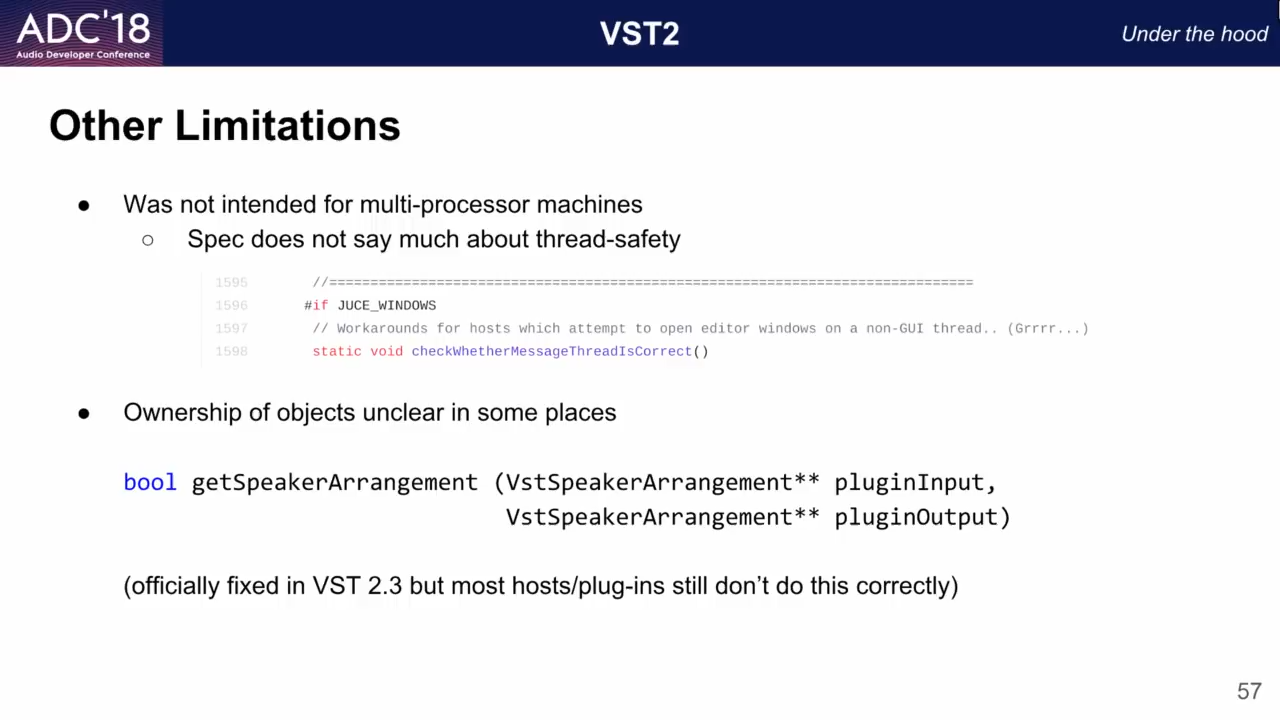 ADC'18
Audio Developer Conference
VST2
Under the hood
Other Limitations
● Was not intended for multi-processor machines
○ Spec does not say much about thread-safety
1595 //==============================================================================
1596 #if JUCE_WINDOWS
1597 // Workarounds for hosts which attempt to open editor windows on a non-GUI thread.. (Grrrr...)
1598 static void checkWhetherMessageThreadIsCorrect()
● Ownership of objects unclear in some places
bool getSpeakerArrangement (VstSpeakerArrangement** pluginInput,
VstSpeakerArrangement** pluginOutput)
(officially fixed in VST 2.3 but most hosts/plug-ins still don’t do this correctly)
57